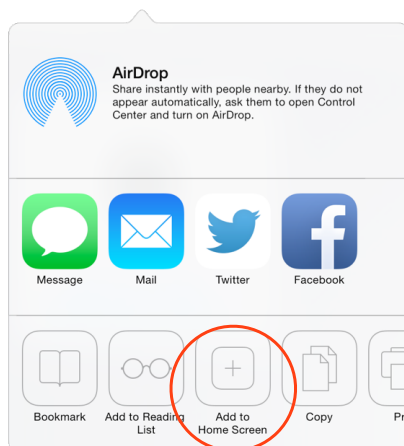 AirDrop
Share instantly with people nearby. If they do not
appear automatically, ask them to open Control
Center and turn on AirDrop.
Message Mail Twitter Facebook
Bookmark Add to Reading Add to Copy Pr
List Home Screen